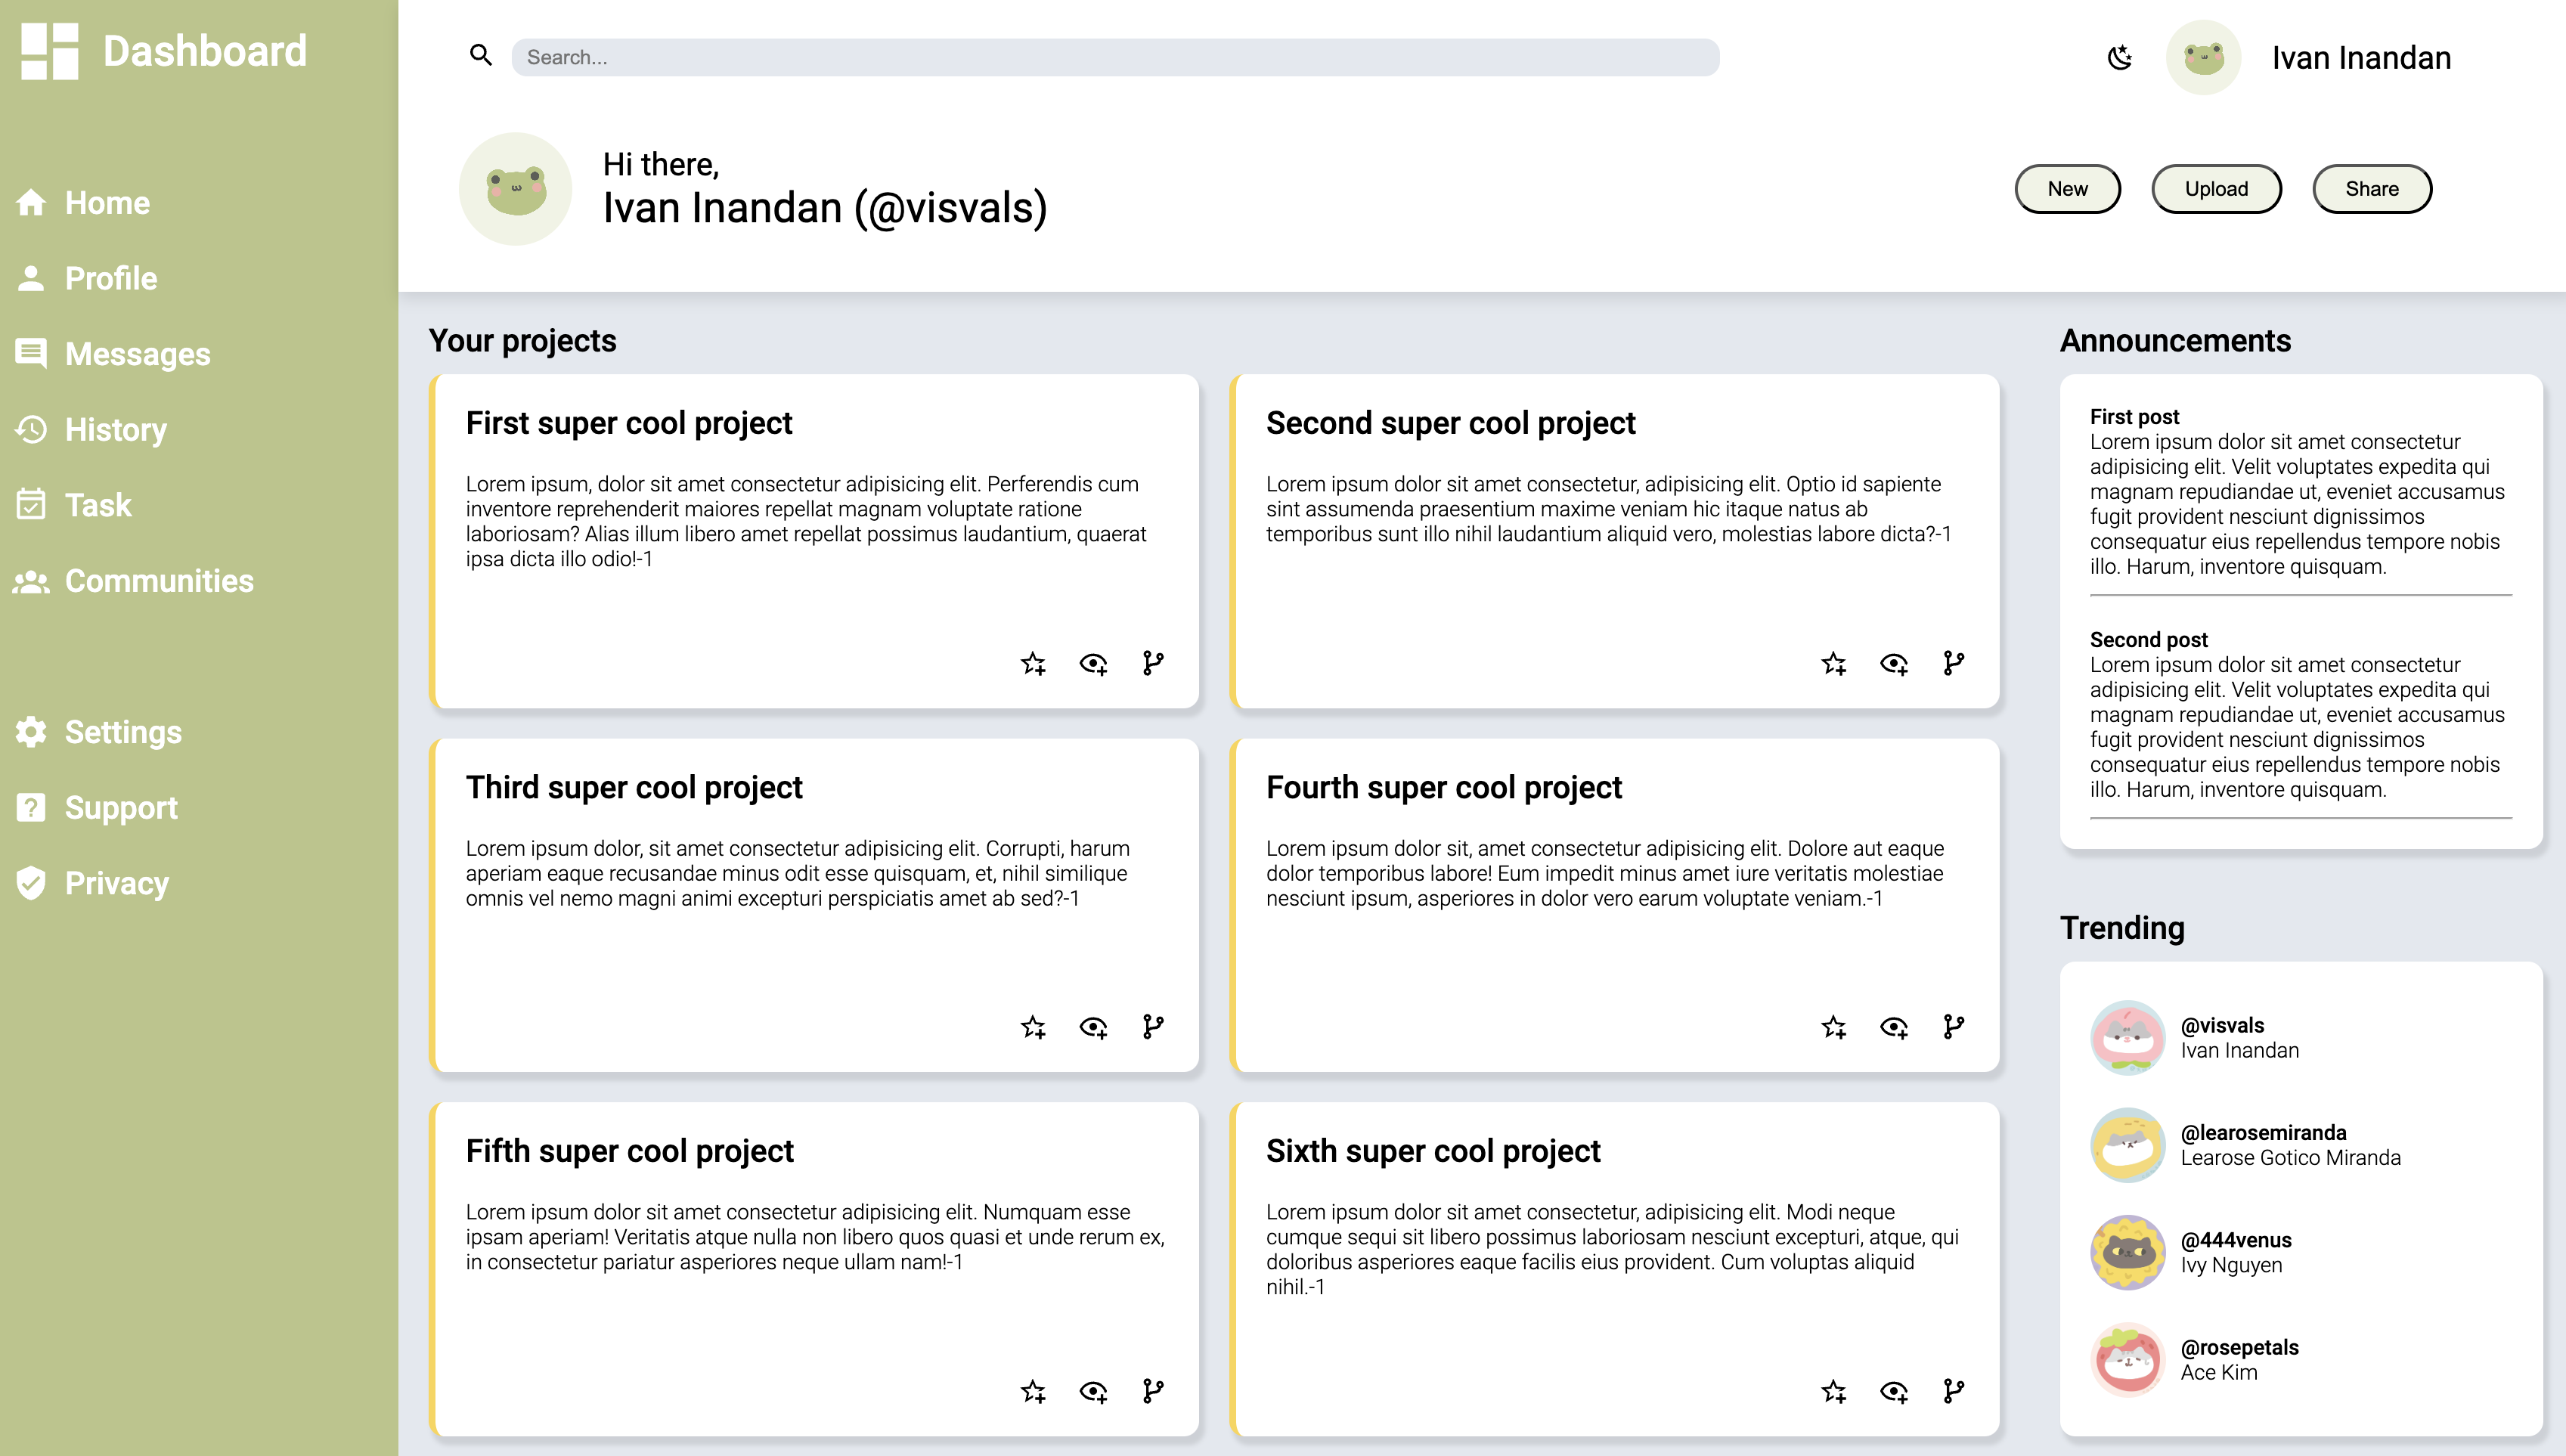 Dashboard
Home
Profile
Messages
History
Task
Communities
Settings
Support
Privacy
Search...
Ivan Inandan
Hi there,
Ivan Inandan (@visvals)
New
Upload
Share
Your projects
First super cool project
Lorem ipsum, dolor sit amet consectetur adipisicing elit. Perferendis cum
inventore reprehenderit maiores repellat magnam voluptate ratione
laboriosam? Alias illum libero amet repellat possimus laudantium, quaerat
ipsa dicta illo odio!-1
Second super cool project
Lorem ipsum dolor sit amet consectetur, adipisicing elit. Optio id sapiente
sint assumenda praesentium maxime veniam hic itaque natus ab
temporibus sunt illo nihil laudantium aliquid vero, molestias labore dicta?-1
Third super cool project
Lorem ipsum dolor, sit amet consectetur adipisicing elit. Corrupti, harum
aperiam eaque recusandae minus odit esse quisquam, et, nihil similique
omnis vel nemo magni animi excepturi perspiciatis amet ab sed?-1
Fourth super cool project
Lorem ipsum dolor sit, amet consectetur adipisicing elit. Dolore aut eaque
dolor temporibus labore! Eum impedit minus amet iure veritatis molestiae
nesciunt ipsum, asperiores in dolor vero earum voluptate veniam.-1
Fifth super cool project
Lorem ipsum dolor sit amet consectetur adipisicing elit. Numquam esse
ipsam aperiam! Veritatis atque nulla non libero quos quasi et unde rerum ex,
in consectetur pariatur asperiores neque ullam nam!-1
Sixth super cool project
Lorem ipsum dolor sit amet consectetur, adipisicing elit. Modi neque
cumque sequi sit libero possimus laboriosam nesciunt excepturi, atque, qui
doloribus asperiores eaque facilis eius provident. Cum voluptas aliquid
nihil.-1
Announcements
First post
Lorem ipsum dolor sit amet consectetur
adipisicing elit. Velit voluptates expedita qui
magnam repudiandae ut, eveniet accusamus
fugit provident nesciunt dignissimos
consequatur eius repellendus tempore nobis
illo. Harum, inventore quisquam.
Second post
Lorem ipsum dolor sit amet consectetur
adipisicing elit. Velit voluptates expedita qui
magnam repudiandae ut, eveniet accusamus
fugit provident nesciunt dignissimos
consequatur eius repellendus tempore nobis
illo. Harum, inventore quisquam.
Trending
@visvals
Ivan Inandan
@learosemiranda
Learose Gotico Miranda
@444venus
Ivy Nguyen
@rosepetals
Ace Kim